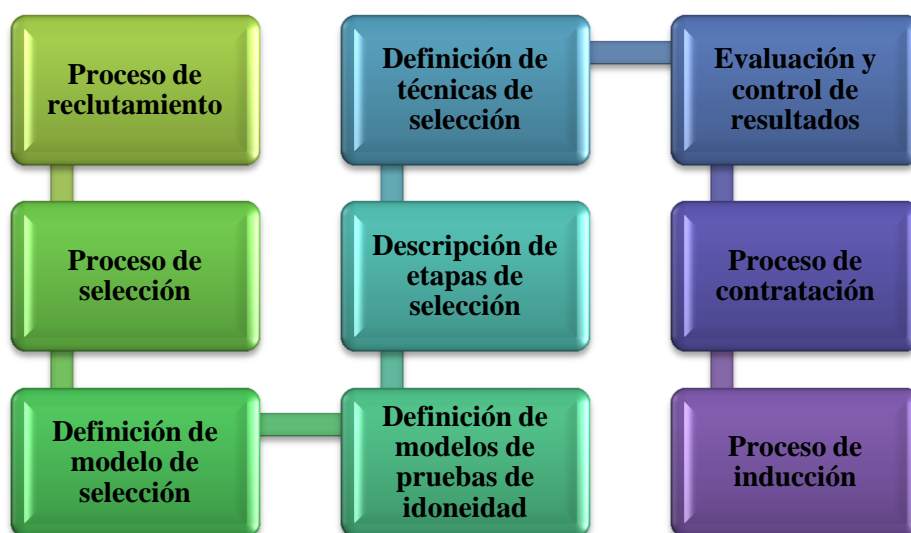 Proceso de
reclutamiento
Proceso de
selección
Definición de
modelo de
selección
Definición de
modelos de
pruebas de
idoneidad
Descripción de
etapas de
selección
Definición de
técnicas de
selección
Evaluación y
control de
resultados
Proceso de
contratación
Proceso de
inducción